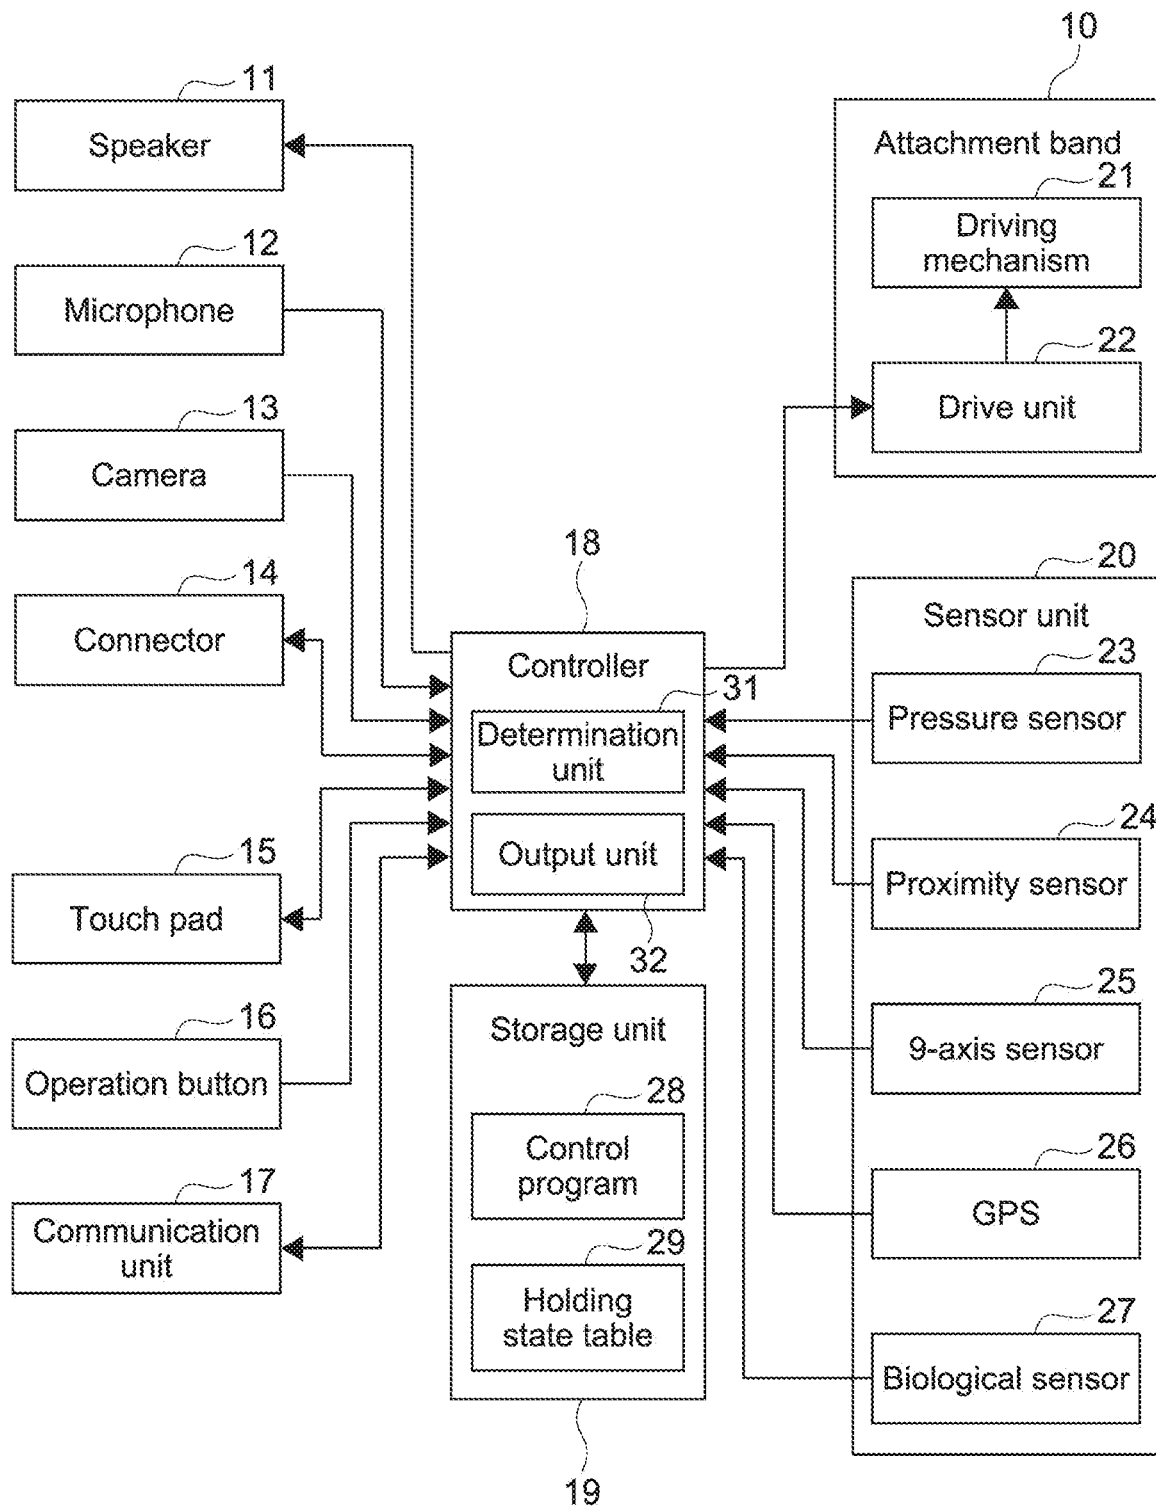 10
Attachment band
21
Driving
mechanism
22
Drive unit
11
Speaker
12
Microphone
13
Camera
14
Connector
15
Touch pad
16
Operation button
17
Communication
unit
18
Controller
31
Determination
unit
Output unit
32
Storage unit
28
Control
program
29
Holding
state table
19
20
Sensor unit
23
Pressure sensor
24
Proximity sensor
25
9-axis sensor
26
GPS
27
Biological sensor